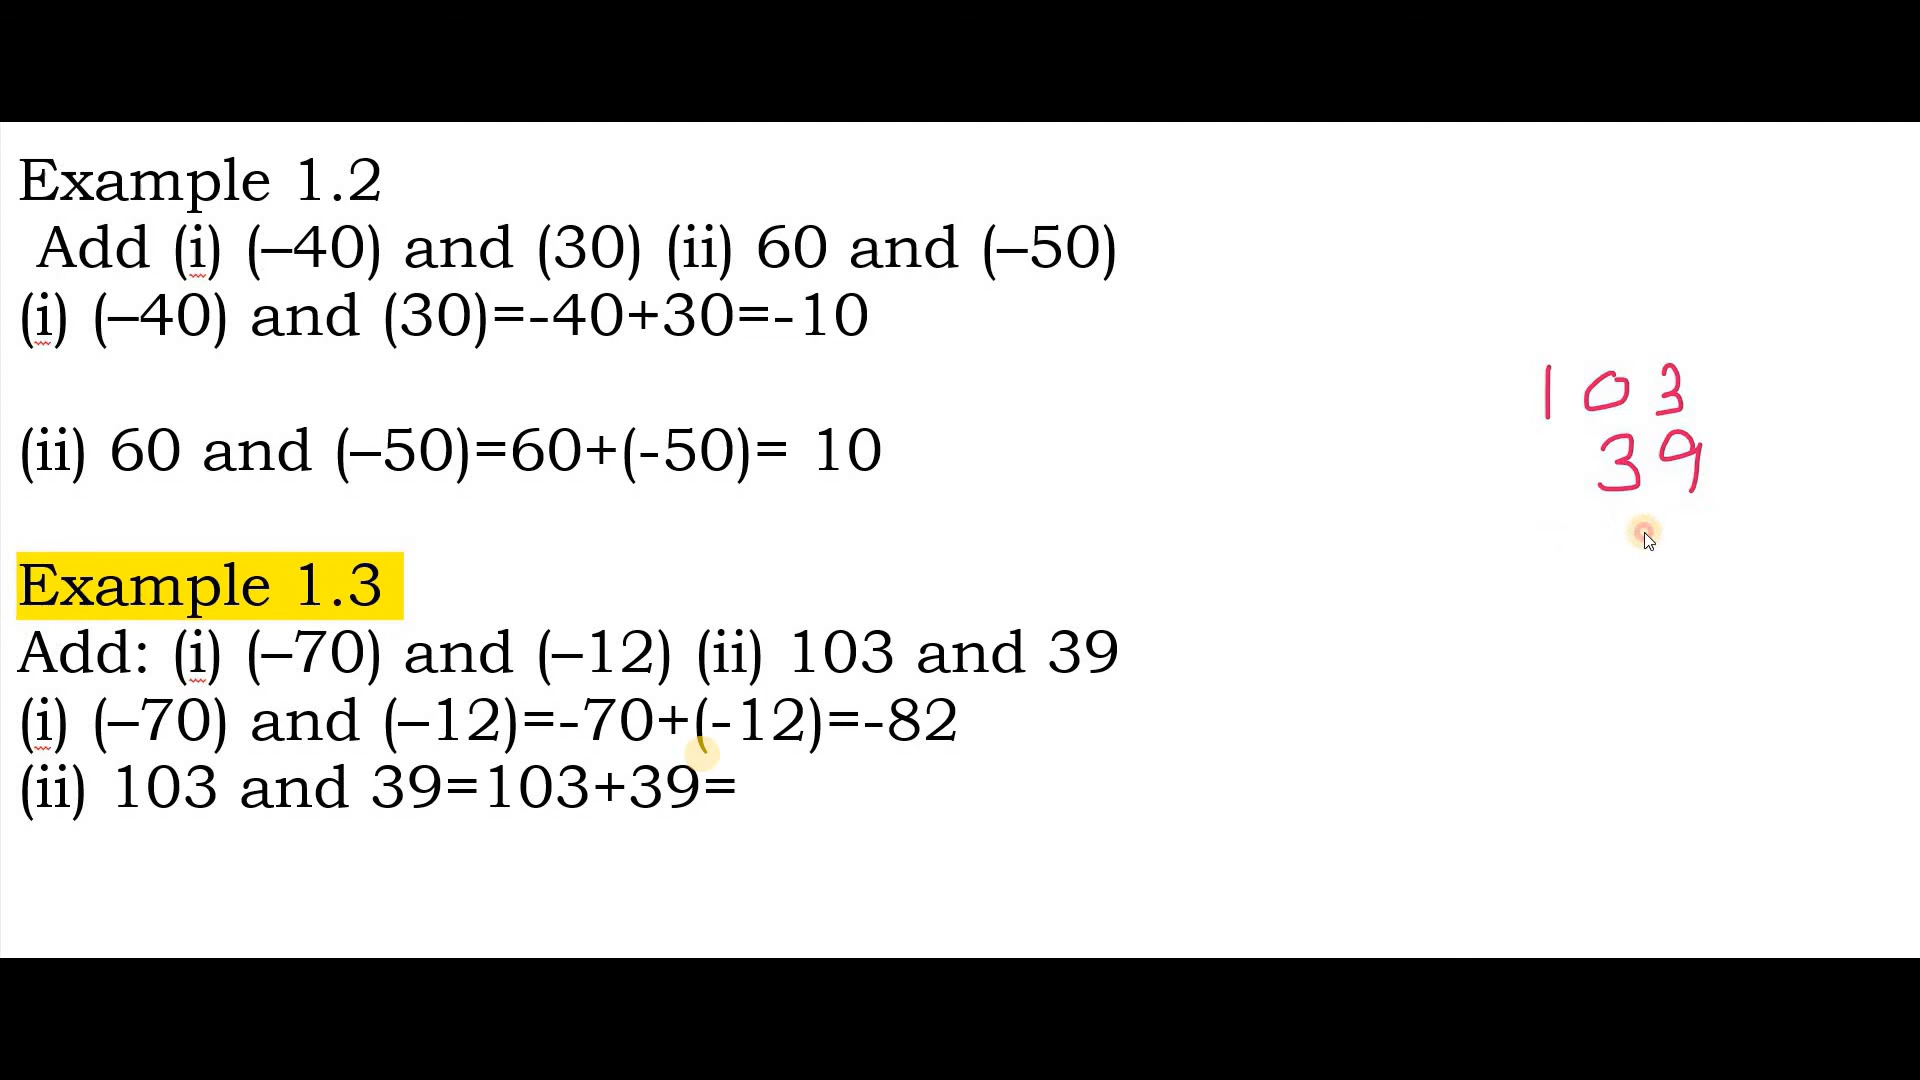 Example 1.2
Add (i) (–40) and (30) (ii) 60 and (–50)
(i) (–40) and (30)=-40+30=-10
(ii) 60 and (–50)=60+(-50)= 10
Example 1.3
Add: (i) (–70) and (–12) (ii) 103 and 39
(i) (–70) and (–12)=-70+(-12)=-82
(ii) 103 and 39=103+39=
103
39